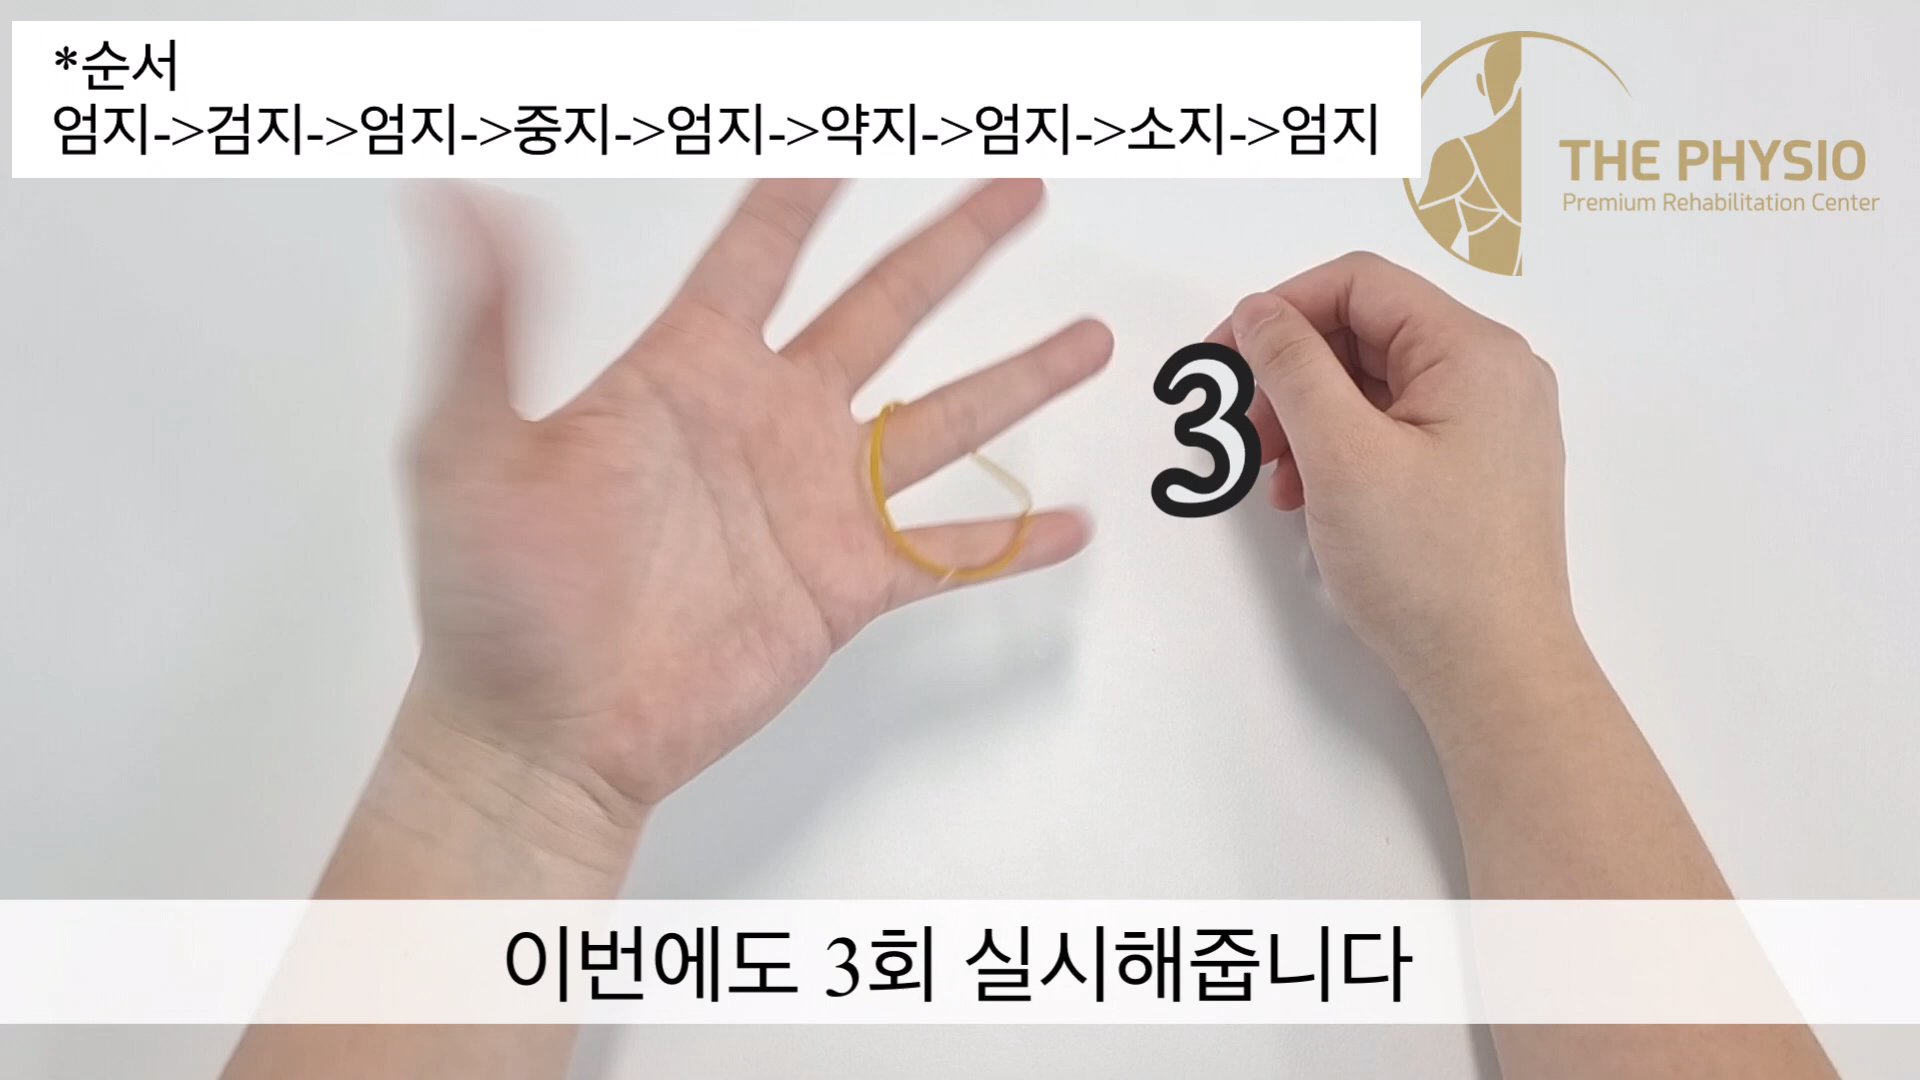 *순서
엄지->검지->엄지->중지->엄지->약지->엄지->소지->엄지
THE PHYSIO
Premium Rehabilitation Center
3
이번에도 3회 실시해줍니다